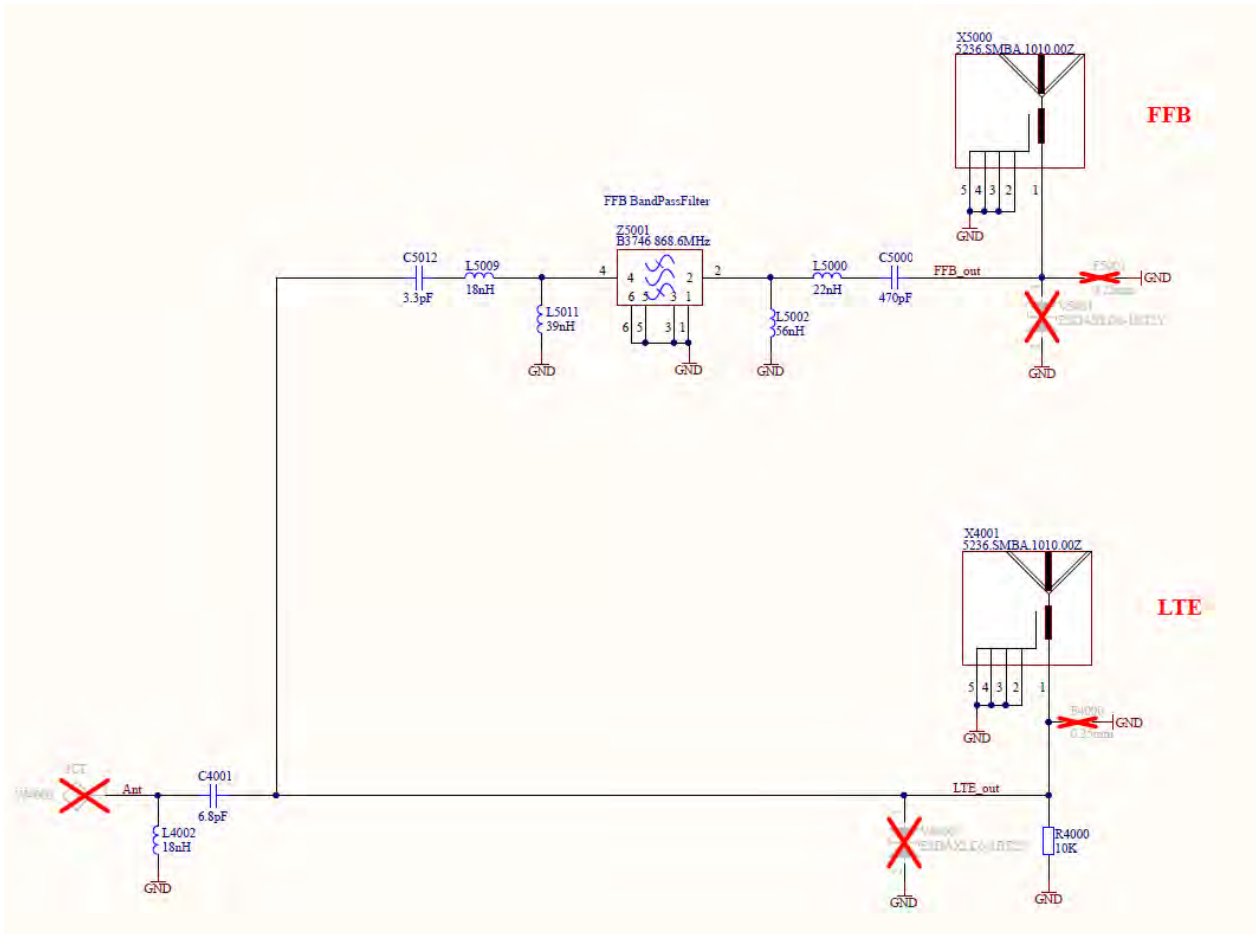 X5000
5236.SMBA.1010.00Z
FFB
5 4 3 2 1
GND
FFB BandPassFilter
Z5001
B3746 868.6MHz
C5012
3.3pF
L5009
18nH
4
4
2
2
6 5 3 1
6 5 3 1
GND
L5011
39nH
GND
L5002
56nH
GND
L5000
22nH
C5000
470pF
FFB_out
GND
GND
X4001
5236.SMBA.1010.00Z
LTE
5 4 3 2 1
GND
GND
0.25mm
ICT
Ant
C4001
6.8pF
L4002
18nH
GND
LTE_out
GND
R4000
10K
GND